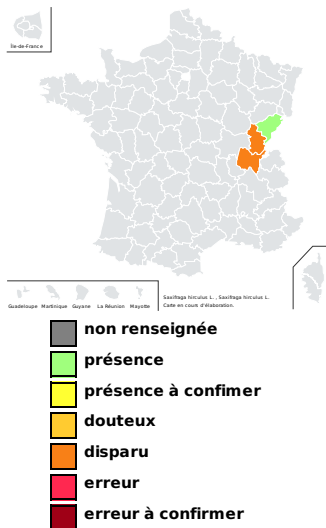 Île-de-France
Guadeloupe Martinique Guyane La Réunion Mayotte
Saxifraga hirculus L. , Saxifraga hirculus L.
Carte en cours d'élaboration.
non renseignée
présence
présence à confimer
douteux
disparu
erreur
erreur à confirmer